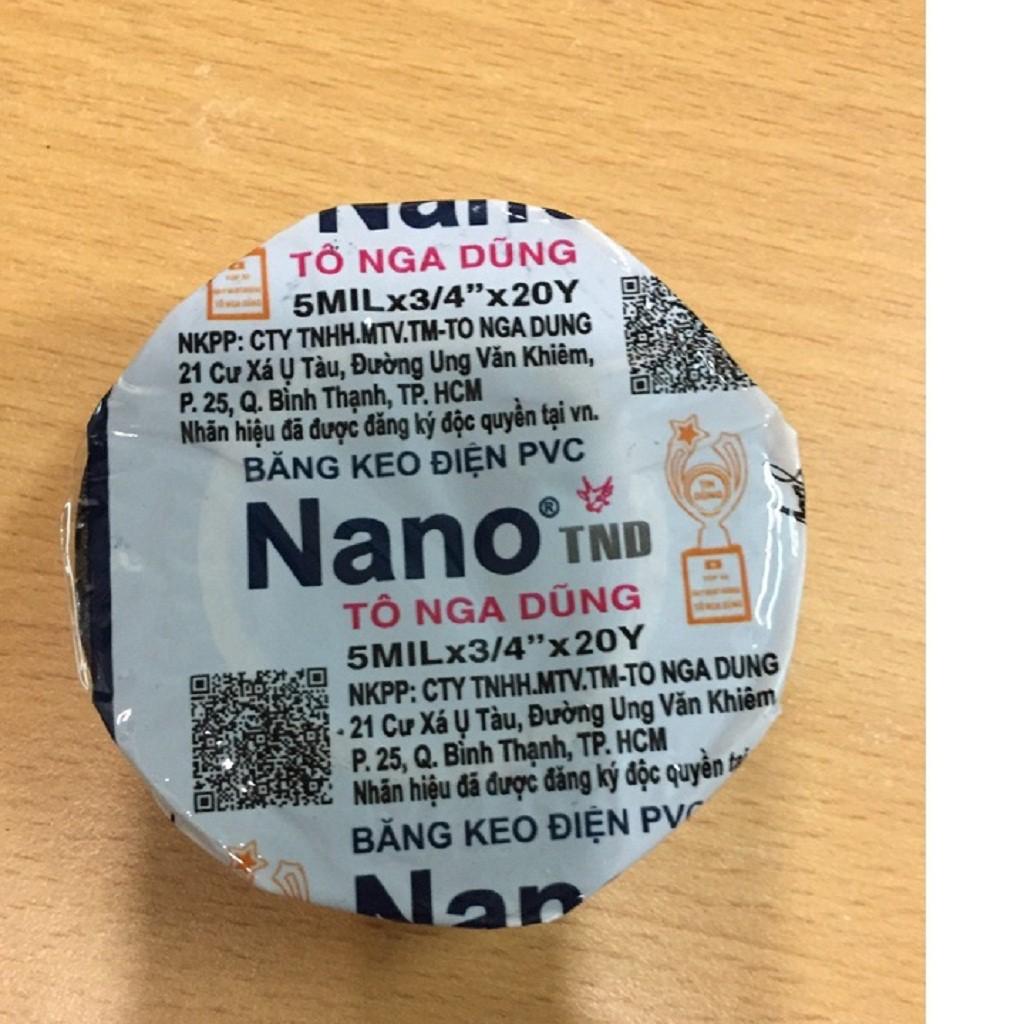 TÔ NGA DŨNG
5MILx3/4”x20Y
NKPP: CTY TNHH.MTV.TM-TO NGA DUNG
21 Cư Xá Ụ Tàu, Đường Ung Văn Khiêm,
P. 25, Q. Bình Thạnh, TP. HCM
Nhãn hiệu đã được đăng ký độc quyền tại vn.
BĂNG KEO ĐIỆN PVC
Nano® TND
TÔ NGA DŨNG
5MILx3/4”x20Y
NKPP: CTY TNHH.MTV.TM-TO NGA DUNG
21 Cư Xá Ụ Tàu, Đường Ung Văn Khiêm
P. 25, Q. Bình Thạnh, TP. HCM
Nhãn hiệu đã được đăng ký độc quyền
BĂNG KEO ĐIỆN PVC
Nan